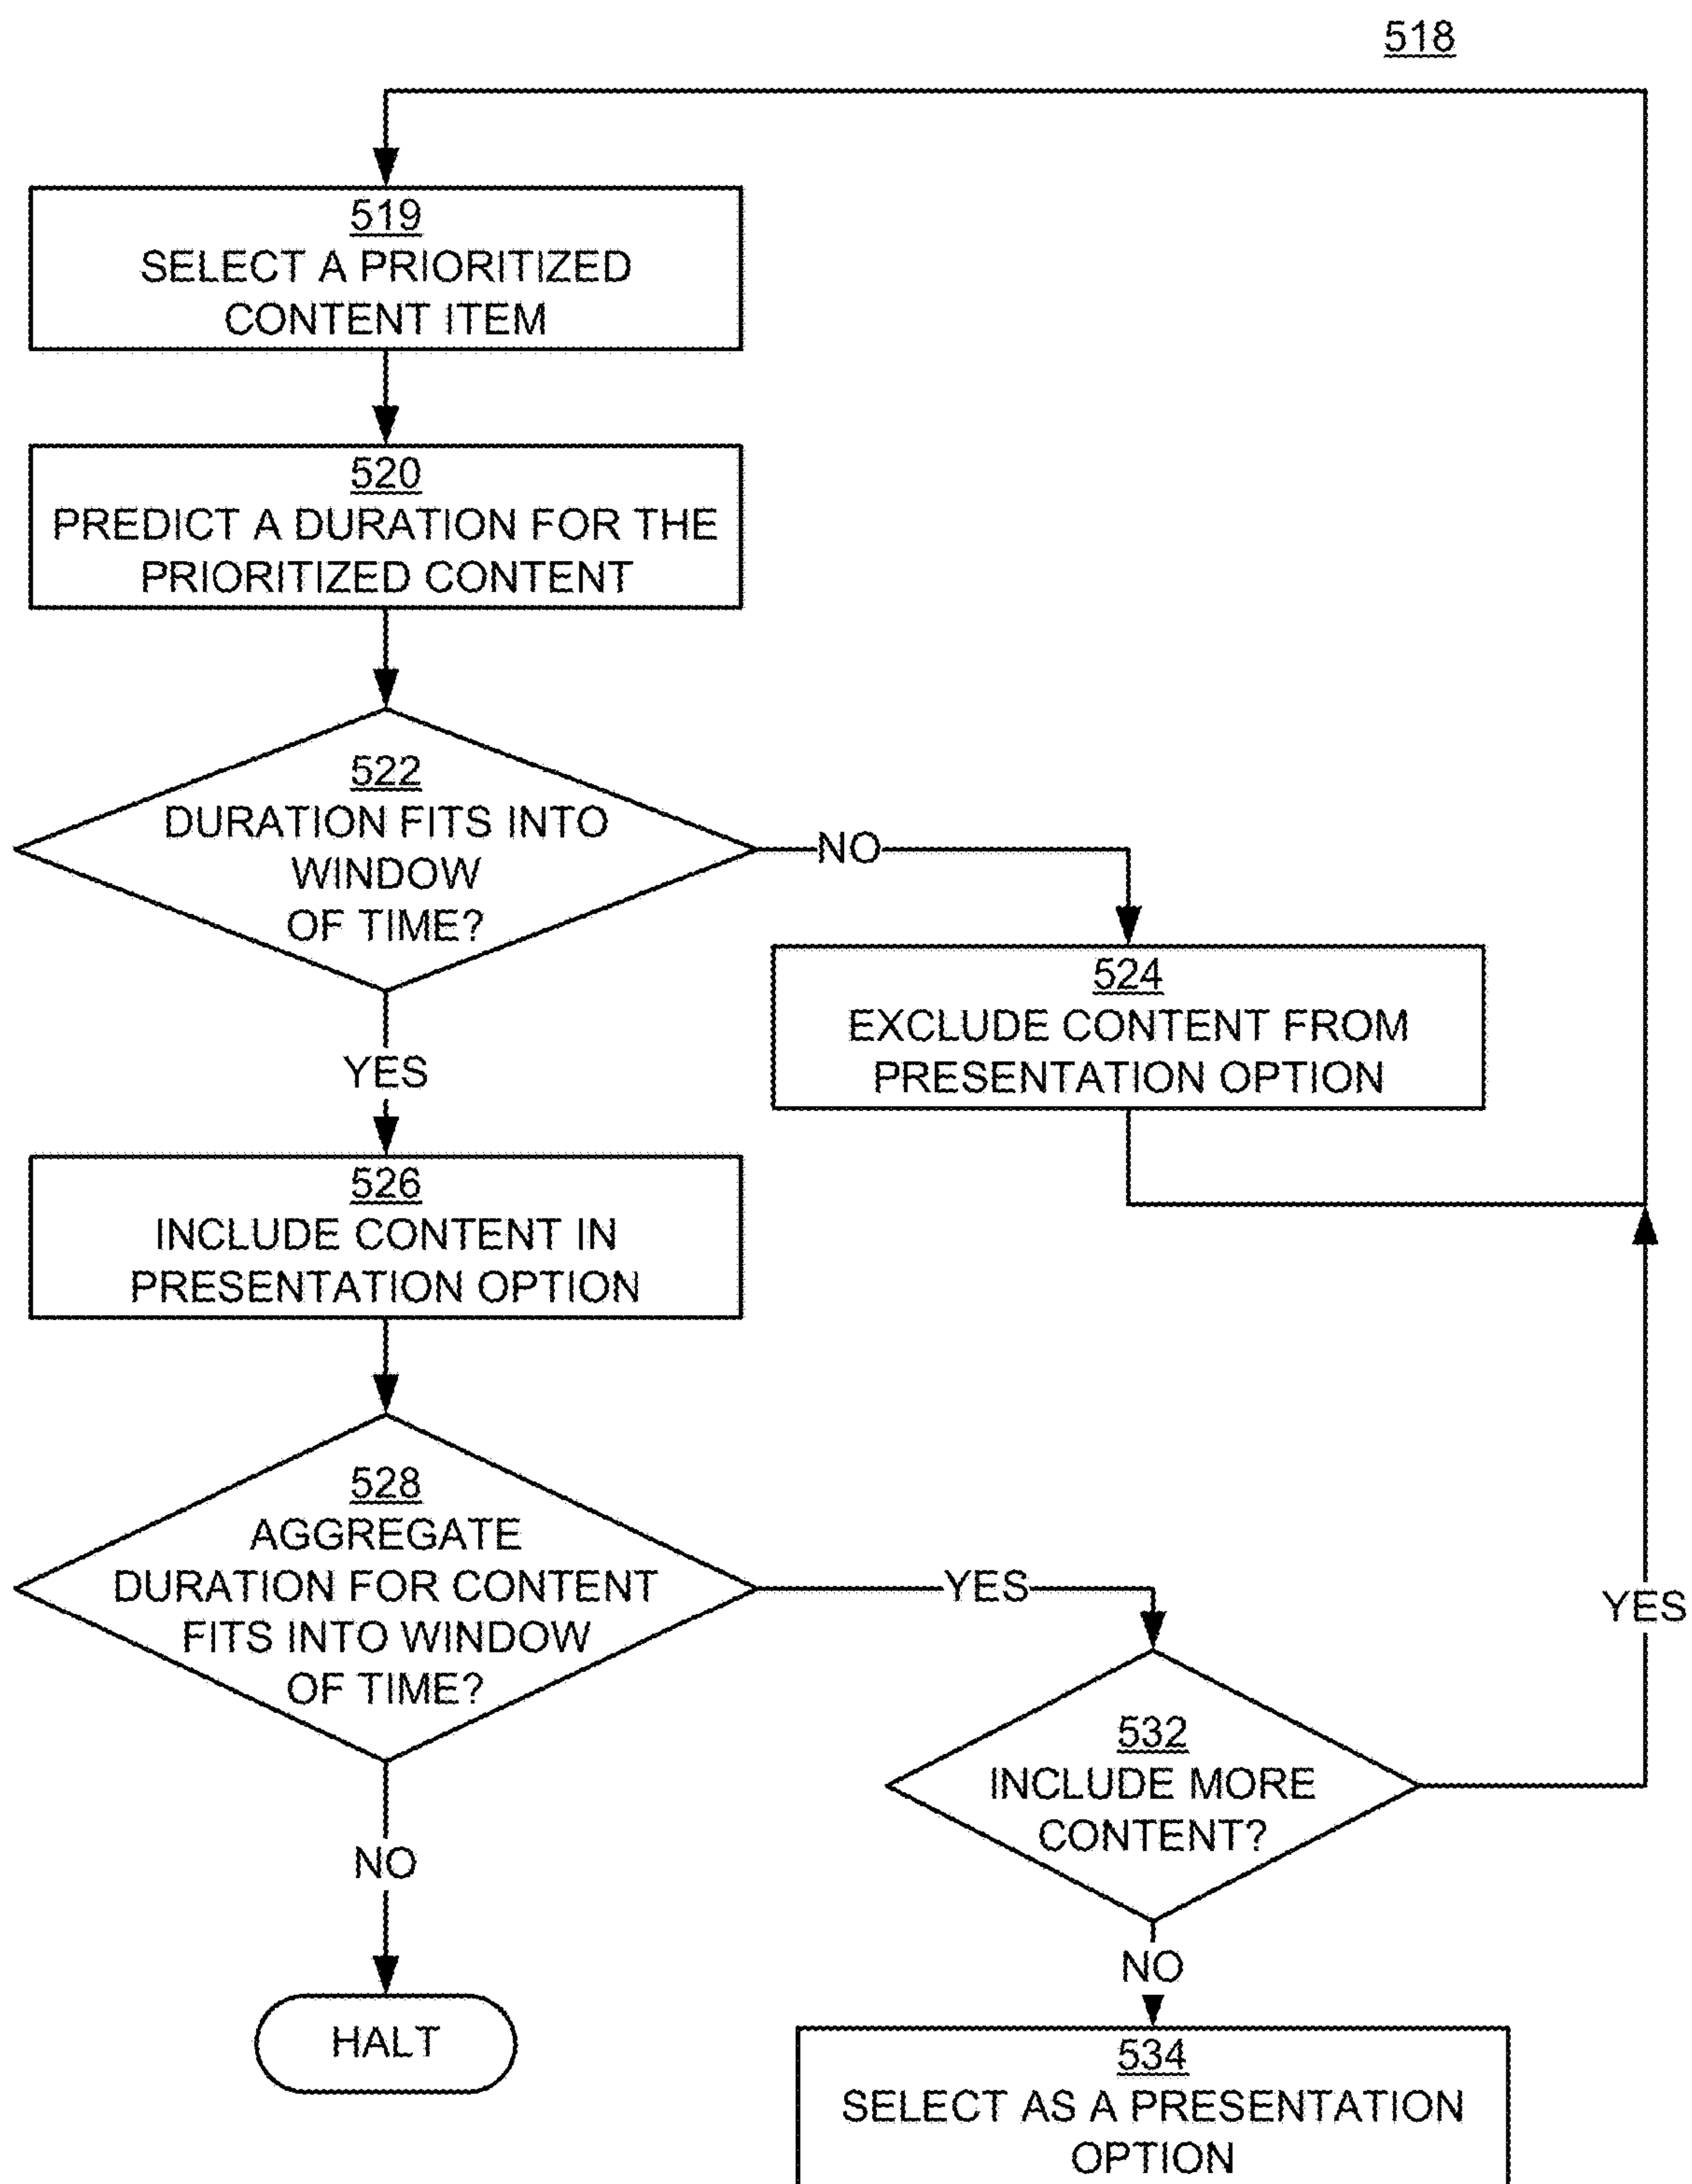 518
519
SELECT A PRIORITIZED
CONTENT ITEM
520
PREDICT A DURATION FOR THE
PRIORITIZED CONTENT
522
DURATION FITS INTO
WINDOW
OF TIME?
NO
524
EXCLUDE CONTENT FROM
PRESENTATION OPTION
YES
526
INCLUDE CONTENT IN
PRESENTATION OPTION
528
AGGREGATE
DURATION FOR CONTENT
FITS INTO WINDOW
OF TIME?
YES
YES
532
INCLUDE MORE
CONTENT?
NO
NO
HALT
534
SELECT AS A PRESENTATION
OPTION